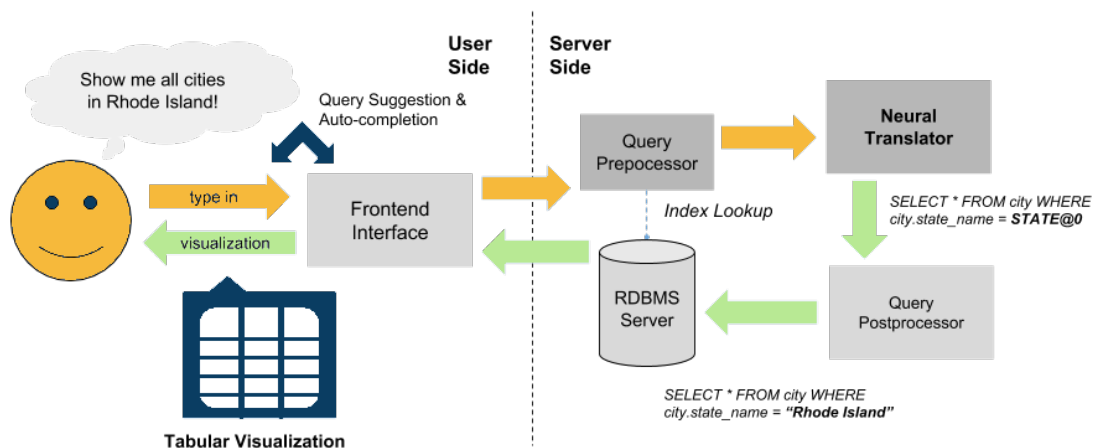 Show me all cities
in Rhode Island!
Query Suggestion &
Auto-completion
User
Side
Server
Side
type in
visualization
Frontend
Interface
Query
Prepocessor
Neural
Translator
Index Lookup
SELECT * FROM city WHERE
city.state_name = STATE@0
RDBMS
Server
Query
Postprocessor
SELECT * FROM city WHERE
city.state_name = “Rhode Island”
Tabular Visualization